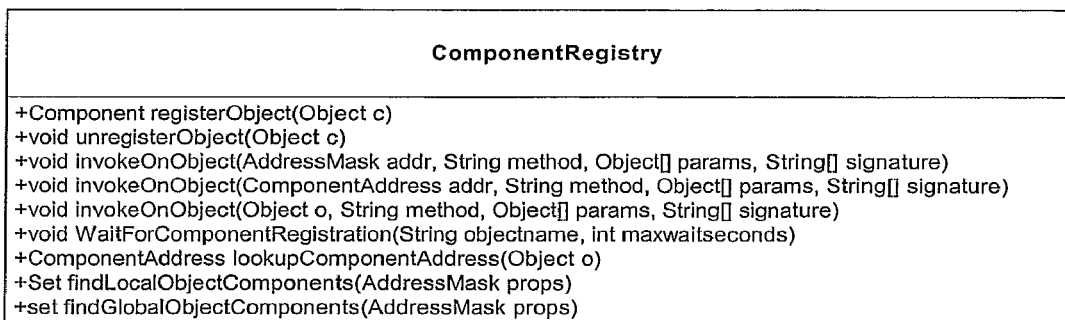 ComponentRegistry
+Component registerObject(Object c)
+void unregisterObject(Object c)
+void invokeOnObject(AddressMask addr, String method, Object[] params, String[] signature)
+void invokeOnObject(ComponentAddress addr, String method, Object[] params, String[] signature)
+void invokeOnObject(Object o, String method, Object[] params, String[] signature)
+void WaitForComponentRegistration(String objectname, int maxwaitseconds)
+ComponentAddress lookupComponentAddress(Object o)
+Set findLocalObjectComponents(AddressMask props)
+set findGlobalObjectComponents(AddressMask props)